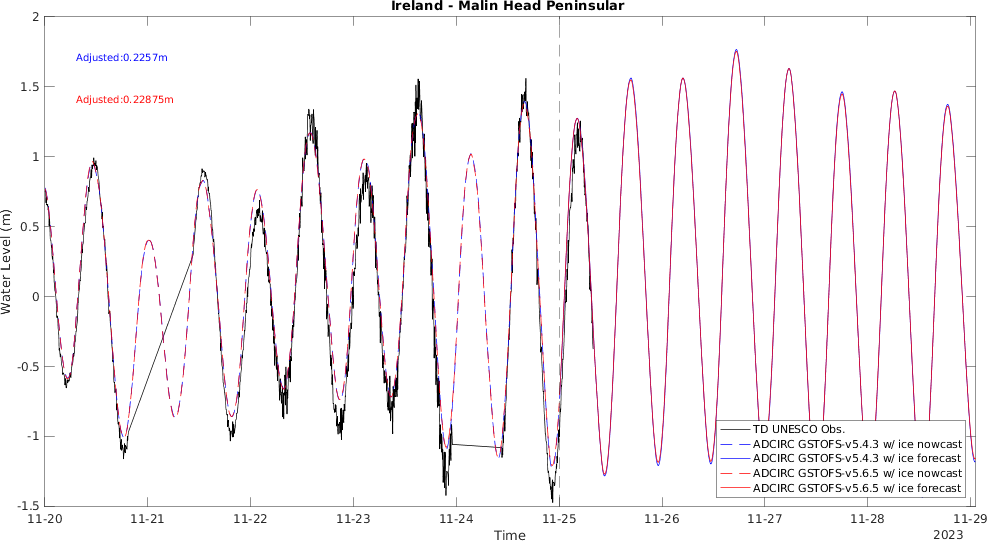 Ireland - Malin Head Peninsular
Adjusted:0.2257m
Adjusted:0.22875m
Water Level (m)
2
1.5
1
0.5
0
-0.5
-1
-1.5
TD UNESCO Obs.
ADCIRC GSTOFS-v5.4.3 w/ ice nowcast
ADCIRC GSTOFS-v5.4.3 w/ ice forecast
ADCIRC GSTOFS-v5.6.5 w/ ice nowcast
ADCIRC GSTOFS-v5.6.5 w/ ice forecast
11-20 11-21 11-22 11-23 11-24 11-25 11-26 11-27 11-28 11-29
Time
2023